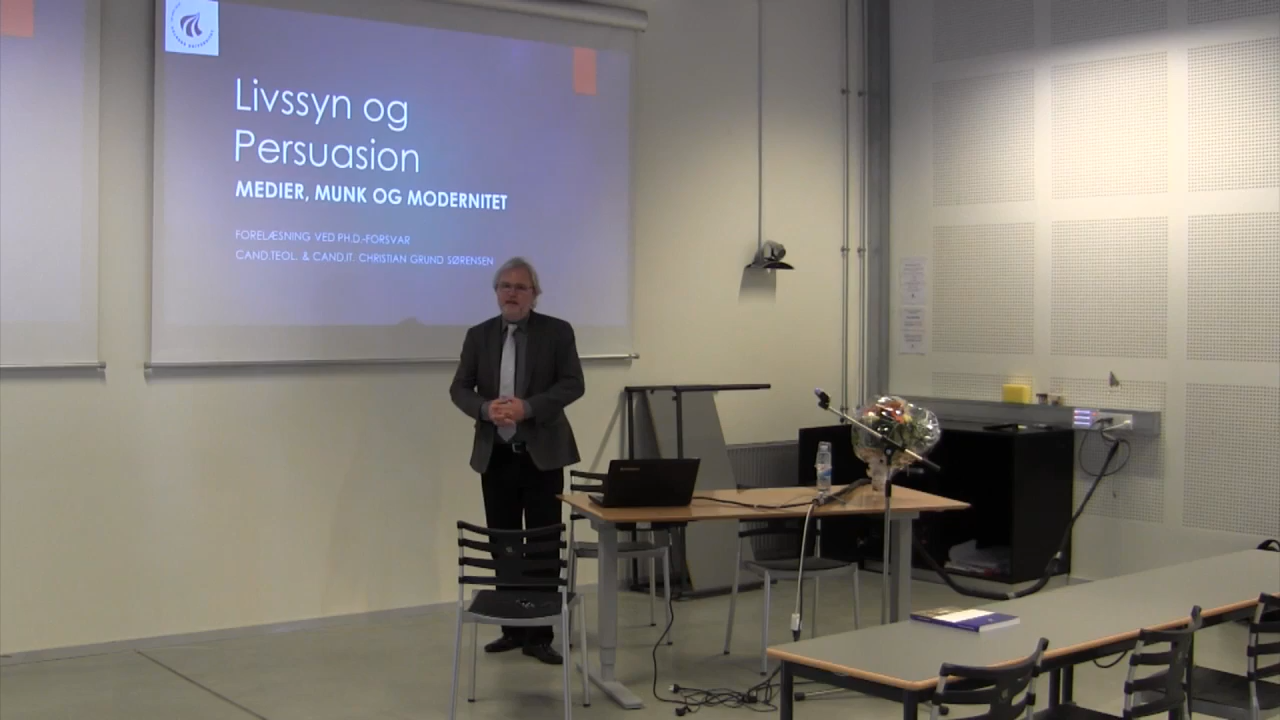 Livssyn og
Persuasion
MEDIER, MUNK OG MODERNITET
FORELÆSNING VED PH.D.-FORSVAR
CAND.TEOL. & CAND.IT. CHRISTIAN GRUND SØRENSEN